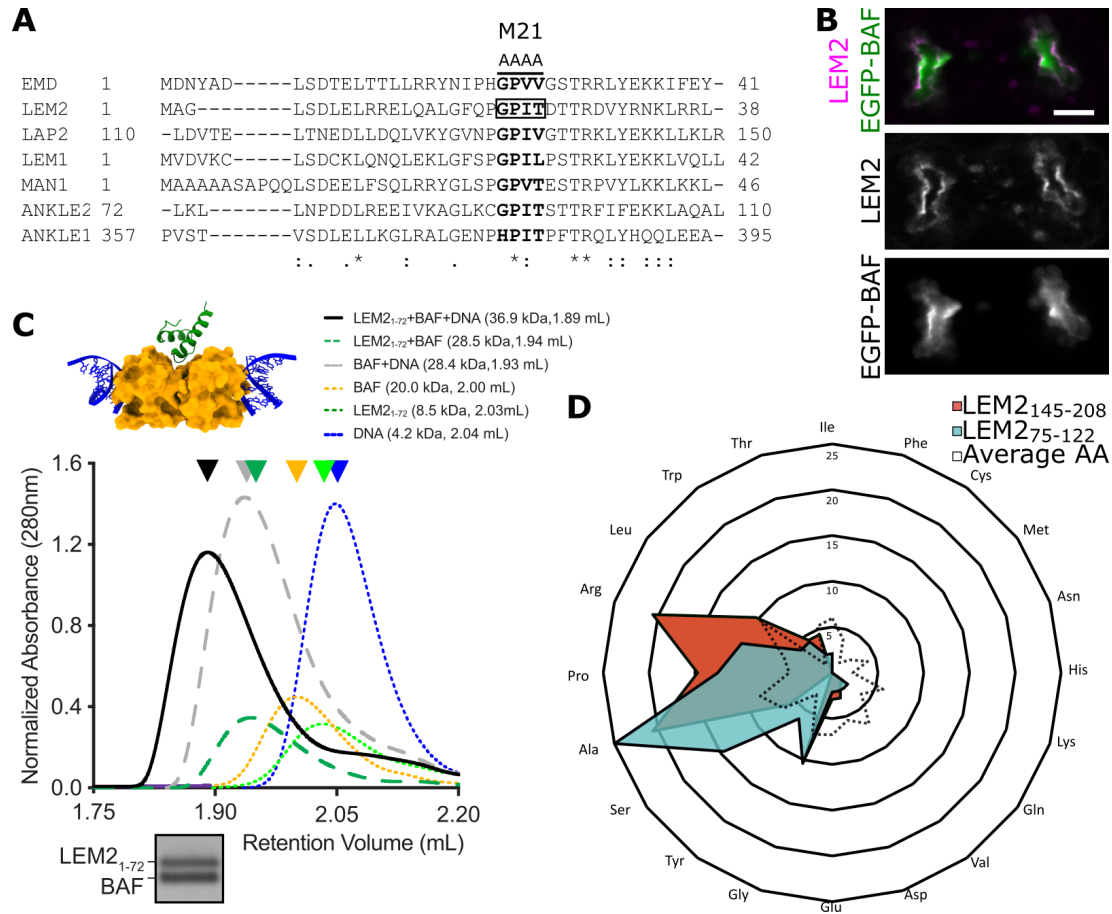 A
M21
AAAA
EMD 1 MDNYAD------LSDTELTTLLRRYNIPHGPVVGSTRRLYEKKIFEY- 41
LEM2 1 MAG---------LSDLELRRELQALGFQPGPITDTTRDVYRNKLRRL- 38
LAP2 110 -LDVTE------LTNEDLLDQLVKYGVNPGPIVGTTRKLYEKKLLKLR 150
LEM1 1 MVDVKC------LSDCKLQNQLEKLGFSPGPILPSTRKLYEKKLVQLL 42
MAN1 1 MAAAAASAPQQLSDEELFSQLRRYGLSPGPVTESTRPVYLKKLKKL- 46
ANKLE2 72 -LKL-------LNPDDLREEIVKAGLKCGPITSTTRFIFEKKLAQAL 110
ANKLE1 357 PVST-------VSDLELLKGLRALGENPHPITPFTRQLYHQQLEEA- 395
:. .* : . *: ** :: :::
B
LEM2
EGFP-BAF
LEM2
EGFP-BAF
C
LEM21-72+BAF+DNA (36.9 kDa,1.89 mL)
LEM21-72+BAF (28.5 kDa,1.94 mL)
BAF+DNA (28.4 kDa,1.93 mL)
BAF (20.0 kDa, 2.00 mL)
LEM21-72 (8.5 kDa, 2.03mL)
DNA (4.2 kDa, 2.04 mL)
Normalized Absorbance (280nm)
1.6
1.2
0.8
0.4
0.0
1.75 1.90 2.05 2.20
Retention Volume (mL)
LEM21-72
BAF
D
LEM2145-208
LEM275-122
Average AA
Ile
Phe
Cys
Met
Asn
His
Lys
Gln
Val
Asp
Glu
Gly
Tyr
Ser
Ala
Pro
Arg
Leu
Trp
Thr
25
20
15
10
5